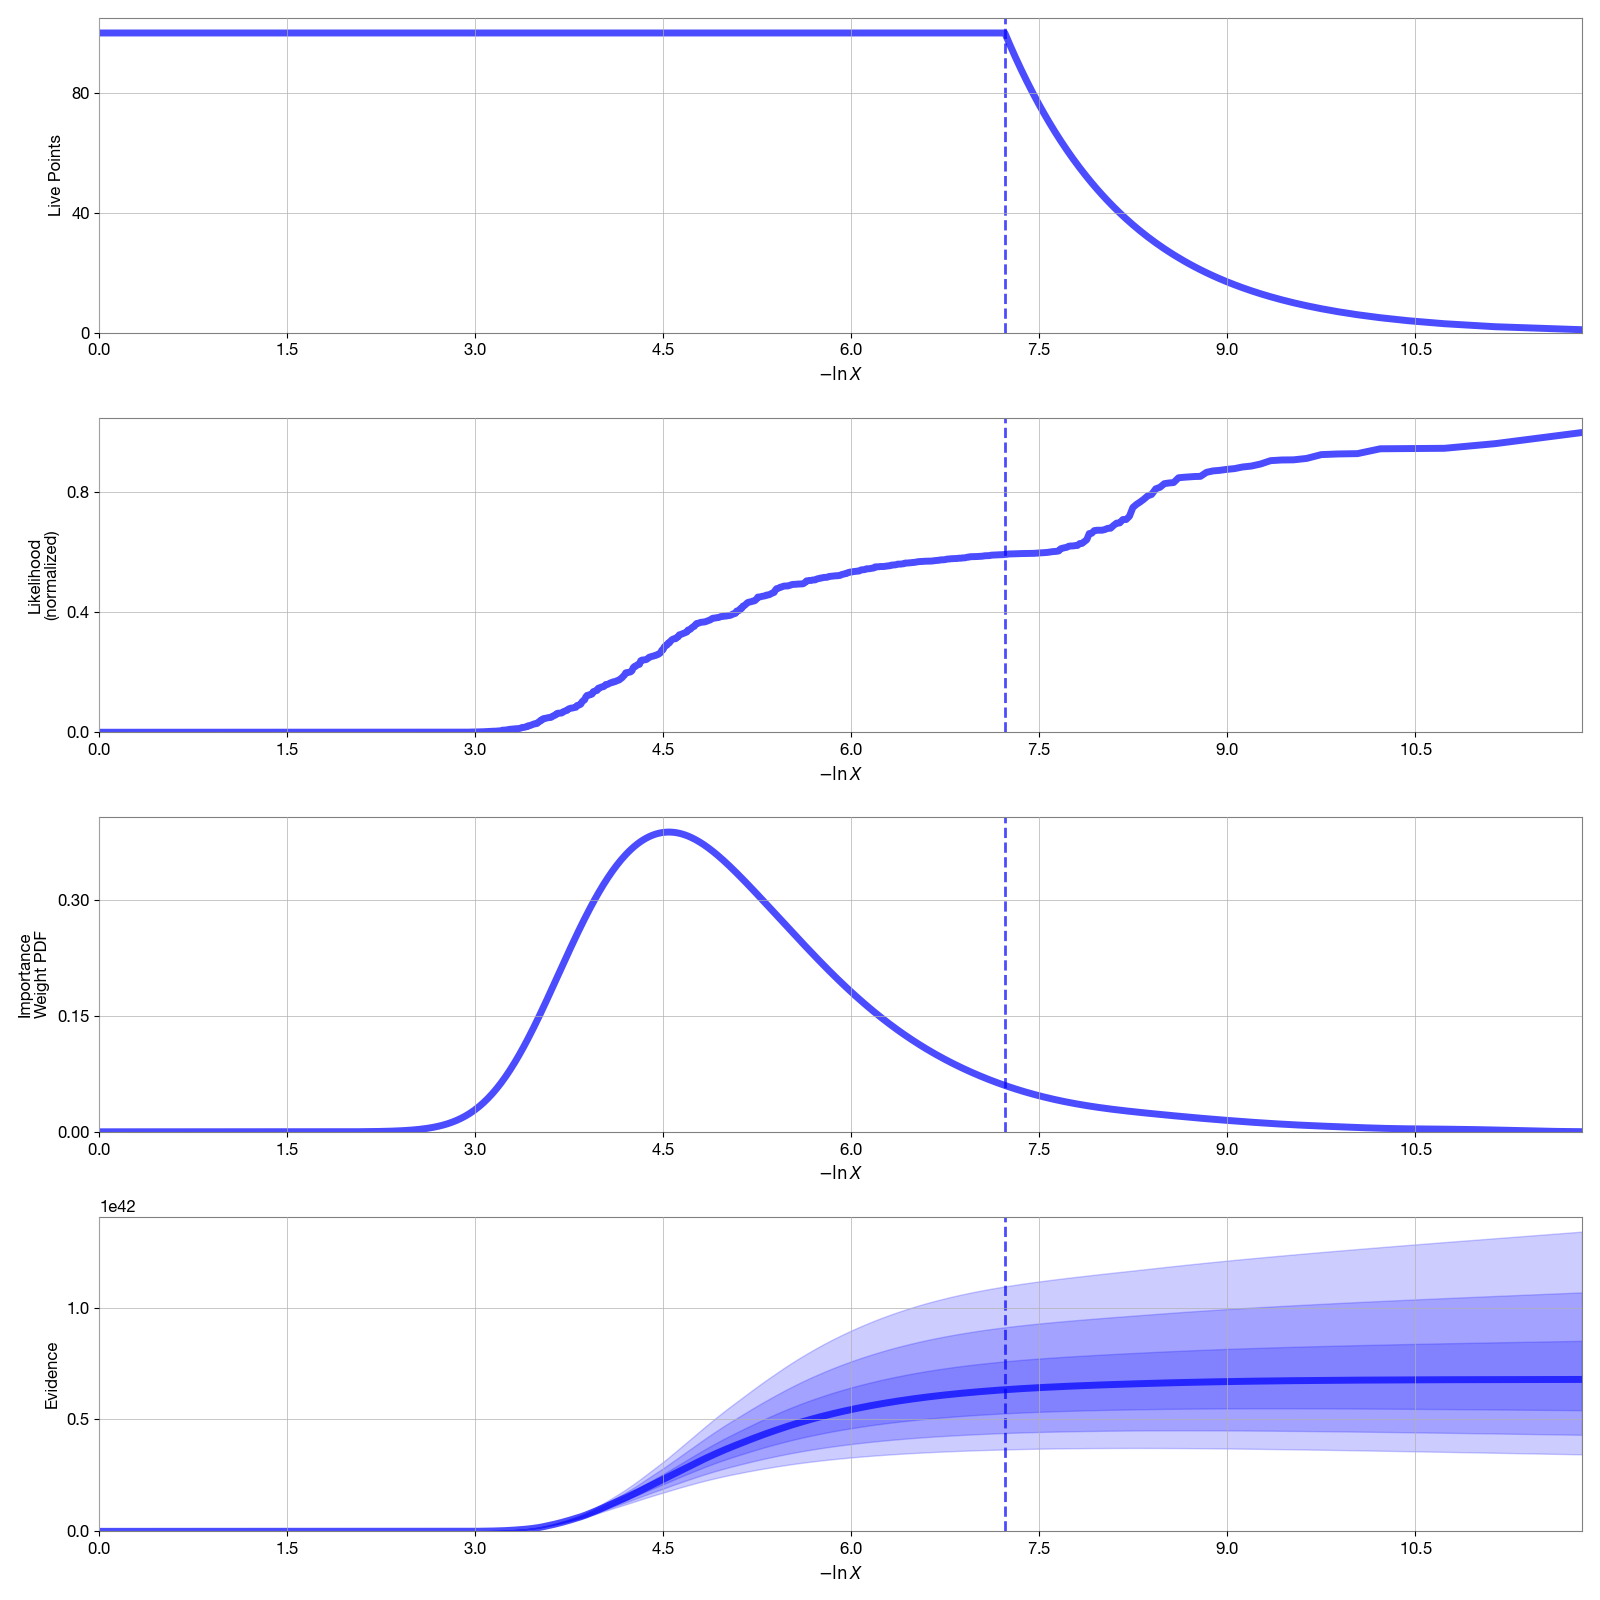 80
40
0
Live Points
0.0 1.5 3.0 4.5 6.0 7.5 9.0 10.5
−ln X
0.8
0.4
0.0
Likelihood
(normalized)
0.0 1.5 3.0 4.5 6.0 7.5 9.0 10.5
−ln X
0.30
0.15
0.00
Importance
Weight PDF
0.0 1.5 3.0 4.5 6.0 7.5 9.0 10.5
−ln X
1e42
1.0
0.5
0.0
Evidence
0.0 1.5 3.0 4.5 6.0 7.5 9.0 10.5
−ln X